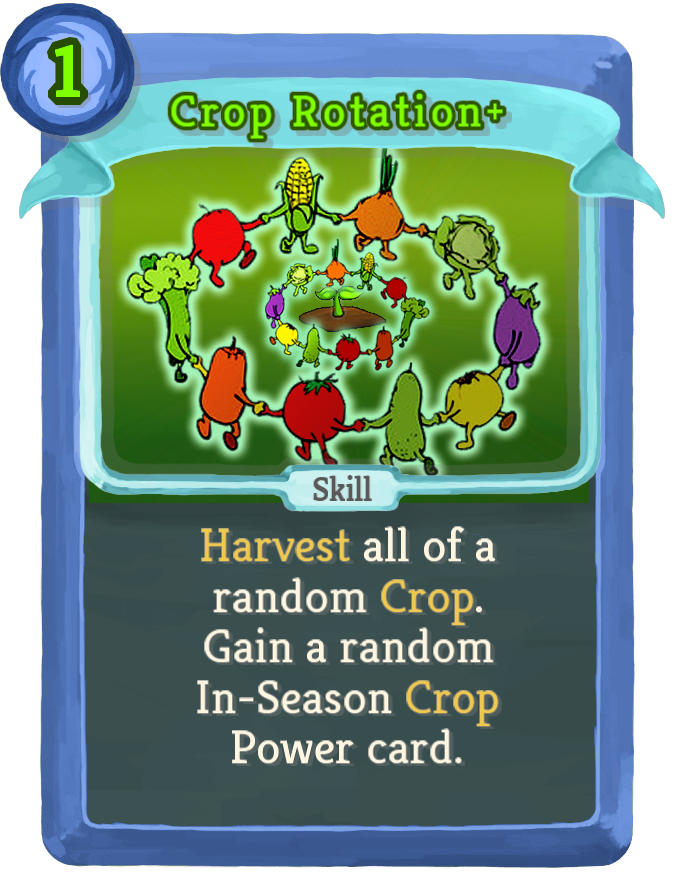 1
Crop Rotation+
Skill
Harvest all of a
random Crop.
Gain a random
In-Season Crop
Power card.